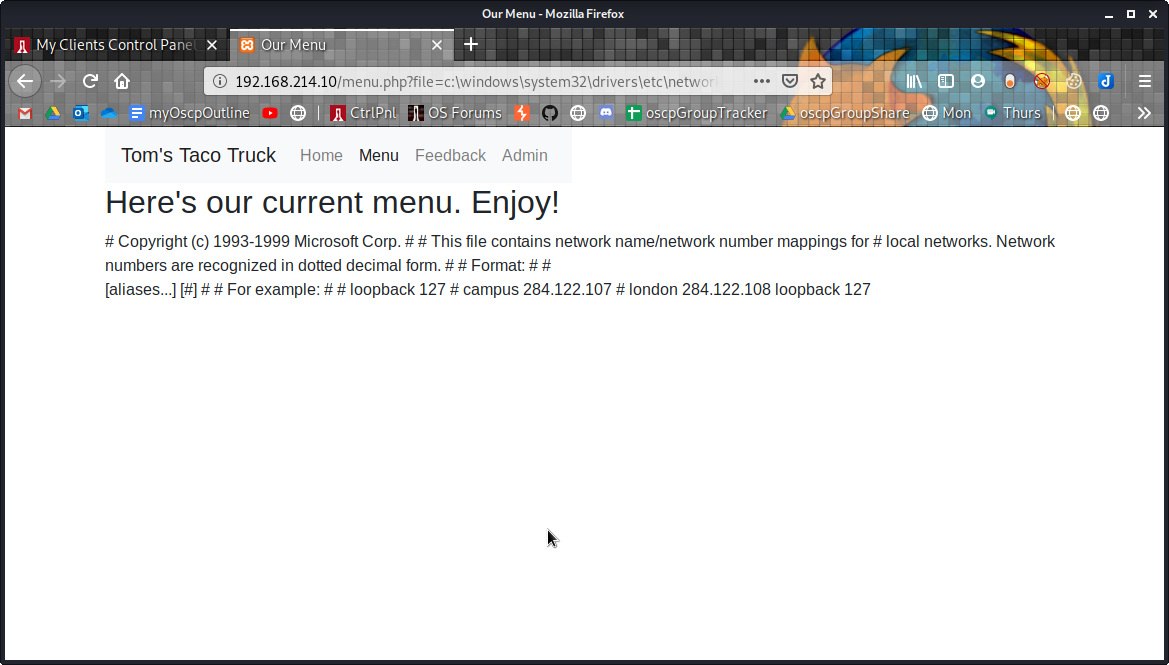 Our Menu - Mozilla Firefox
My Clients Control Panel
Our Menu
192.168.214.10/menu.php?file=c:\windows\system32\drivers\etc\networ
myOscpOutline CtrlPnl OS Forums oscpGroupTracker oscpGroupShare Mon Thurs
Tom's Taco Truck Home Menu Feedback Admin
Here's our current menu. Enjoy!
# Copyright (c) 1993-1999 Microsoft Corp. # # This file contains network name/network number mappings for # local networks. Network
numbers are recognized in dotted decimal form. # # Format: # #
[aliases...] [#] # # For example: # # loopback 127 # campus 284.122.107 # london 284.122.108 loopback 127